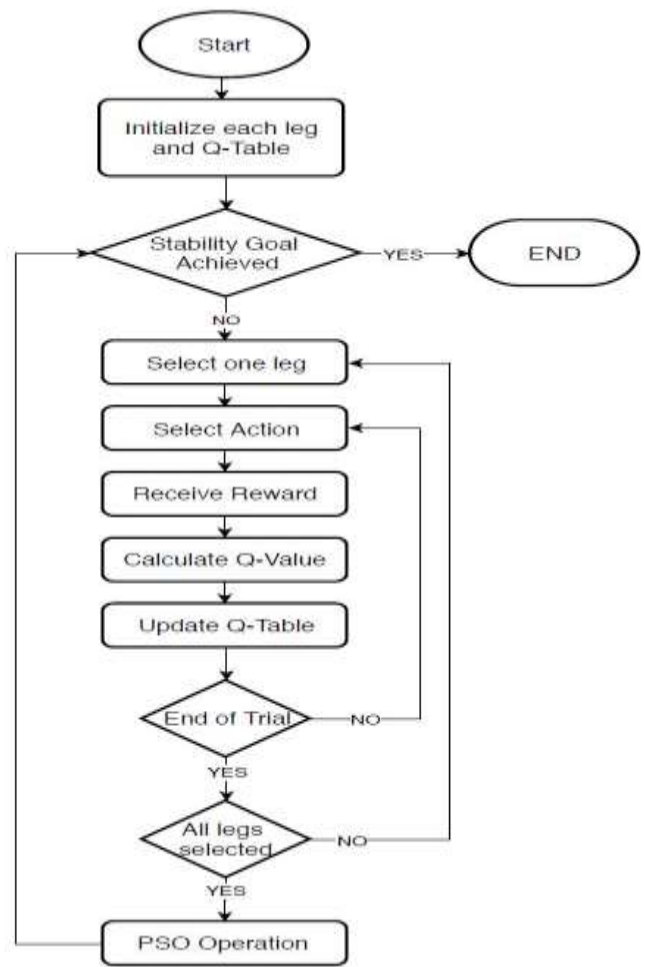 Start
Initialize each leg
and Q-Table
Stability Goal
Achieved
YES
END
NO
Select one leg
Select Action
Receive Reward
Calculate Q-Value
Update Q-Table
End of Trial
NO
YES
All legs
selected
NO
YES
PSO Operation